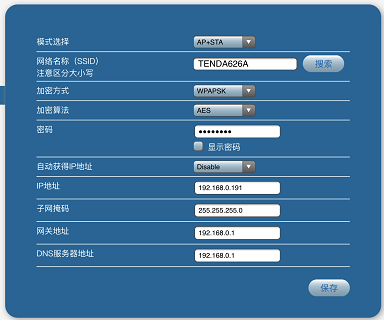 模式选择 AP+STA
网络名称（SSID） TENDA626A 搜索
注意区分大小写
加密方式 WPAPSK
加密算法 AES
密码 ••••••••
显示密码
自动获得IP地址 Disable
IP地址 192.168.0.191
子网掩码 255.255.255.0
网关地址 192.168.0.1
DNS服务器地址 192.168.0.1
保存